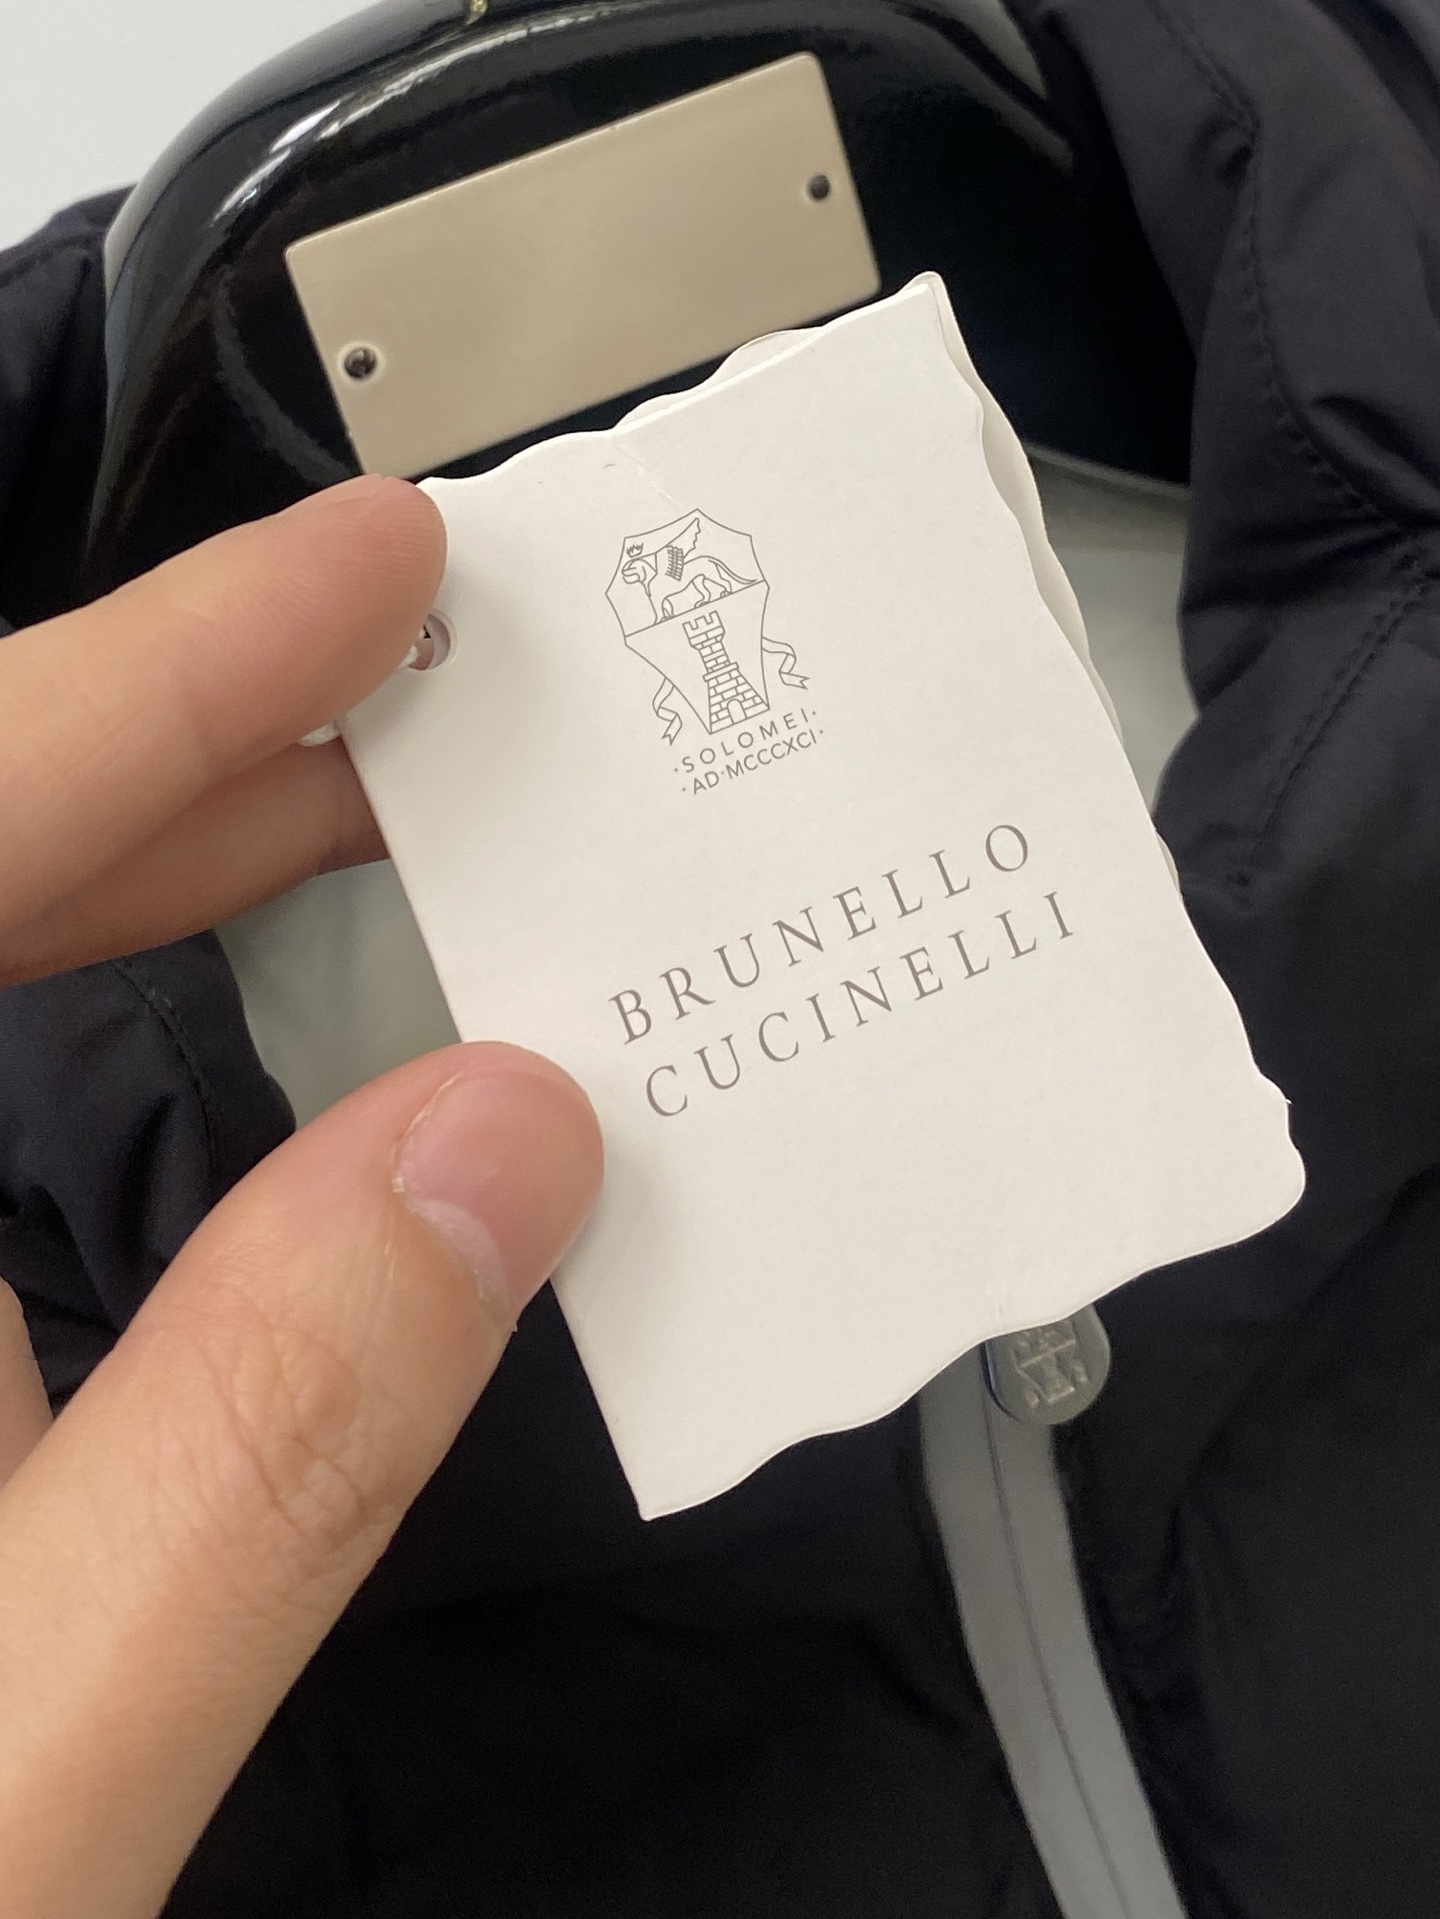 ·SOLOMEI·
·AD·MCCCXCI·
BRUNELLO
CUCINELLI